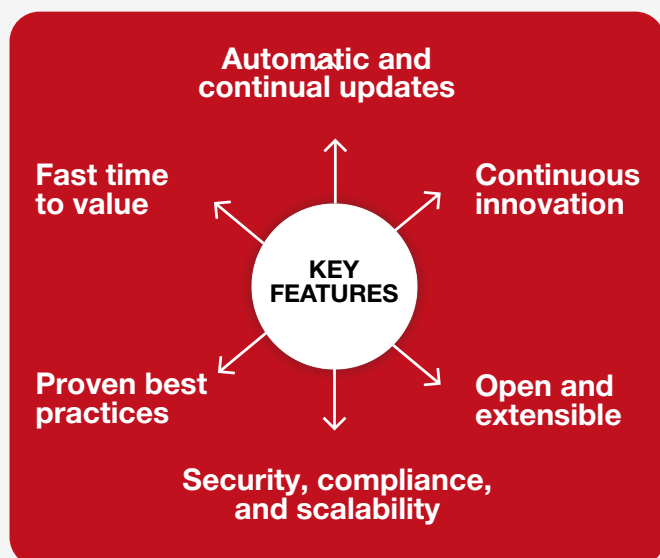 Automatic and
continual updates
Fast time
to value
Continuous
innovation
KEY
FEATURES
Proven best
practices
Open and
extensible
Security, compliance,
and scalability